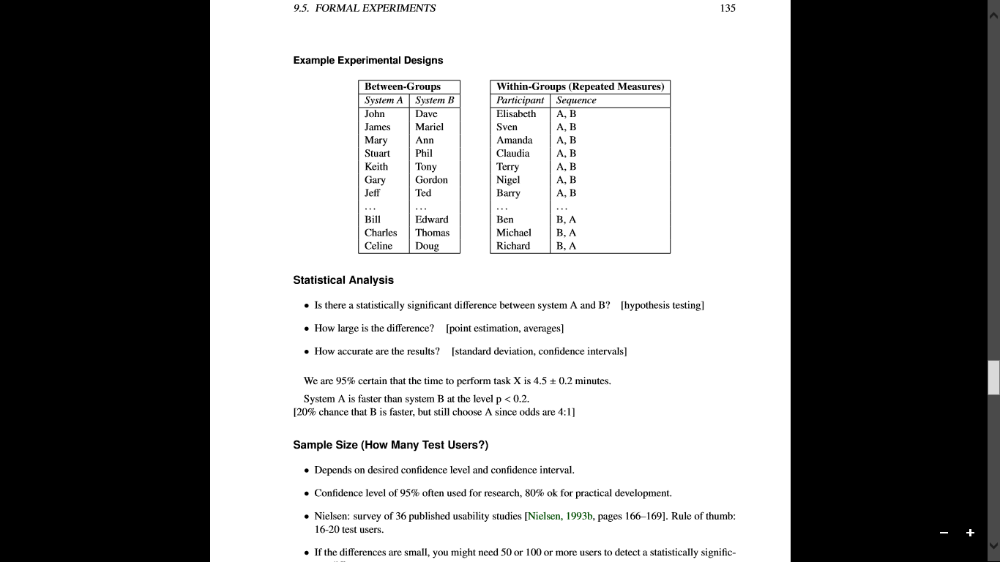 9.5. FORMAL EXPERIMENTS 135
Example Experimental Designs
Between-Groups Within-Groups (Repeated Measures)
System A System B Participant Sequence
John Dave Elisabeth A, B
James Mariel Sven A, B
Mary Ann Amanda A, B
Stuart Phil Claudia A, B
Keith Tony Terry A, B
Gary Gordon Nigel A, B
Jeff Ted Barry A, B
... ... ... ...
Bill Edward Ben B, A
Charles Thomas Michael B, A
Celine Doug Richard B, A
Statistical Analysis
• Is there a statistically significant difference between system A and B? [hypothesis testing]
• How large is the difference? [point estimation, averages]
• How accurate are the results? [standard deviation, confidence intervals]
We are 95% certain that the time to perform task X is 4.5 ± 0.2 minutes.
System A is faster than system B at the level p < 0.2.
[20% chance that B is faster, but still choose A since odds are 4:1]
Sample Size (How Many Test Users?)
• Depends on desired confidence level and confidence interval.
• Confidence level of 95% often used for research, 80% ok for practical development.
• Nielsen: survey of 36 published usability studies [Nielsen, 1993b, pages 166–169]. Rule of thumb:
16-20 test users.
• If the differences are small, you might need 50 or 100 or more users to detect a statistically signific-